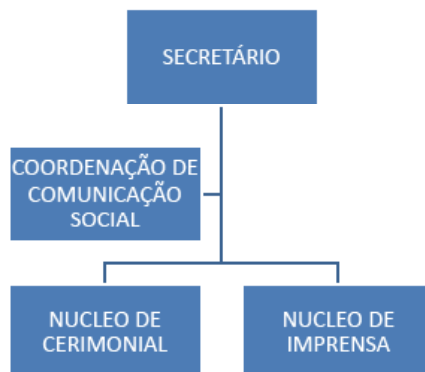 SECRETÁRIO
COORDENAÇÃO DE
COMUNICAÇÃO
SOCIAL
NUCLEO DE
CERIMONIAL
NUCLEO DE
IMPRENSA